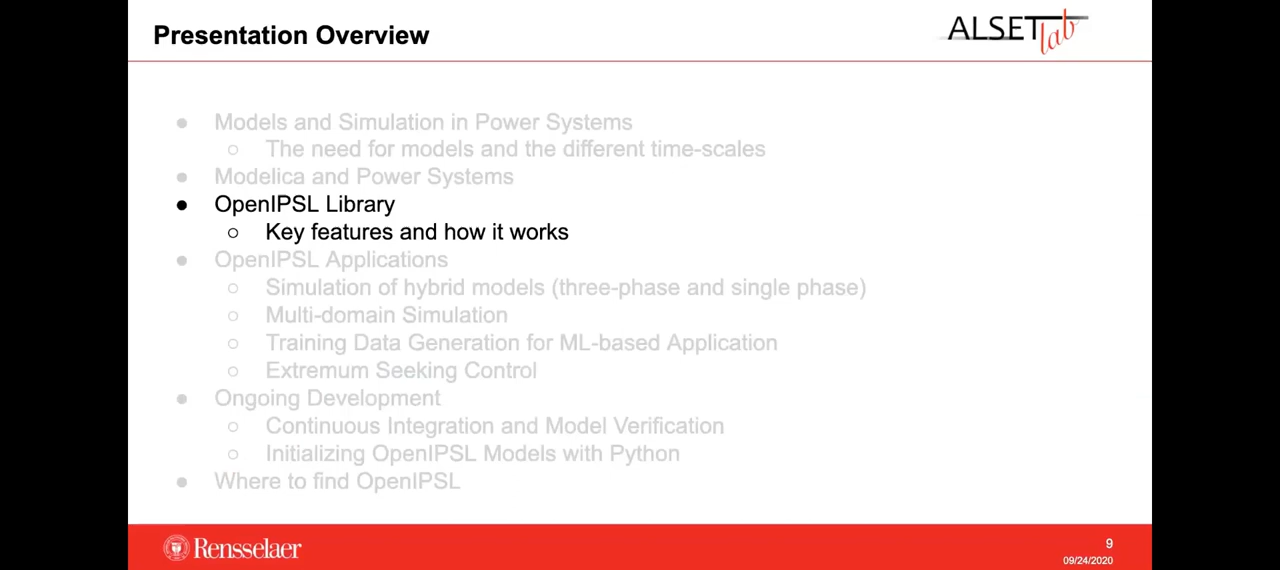 Presentation Overview
ALSETlab
● Models and Simulation in Power Systems
○ The need for models and the different time-scales
● Modelica and Power Systems
● OpenIPSL Library
○ Key features and how it works
● OpenIPSL Applications
○ Simulation of hybrid models (three-phase and single phase)
○ Multi-domain Simulation
○ Training Data Generation for ML-based Application
○ Extremum Seeking Control
● Ongoing Development
○ Continuous Integration and Model Verification
○ Initializing OpenIPSL Models with Python
● Where to find OpenIPSL
Rensselaer
9
09/24/2020